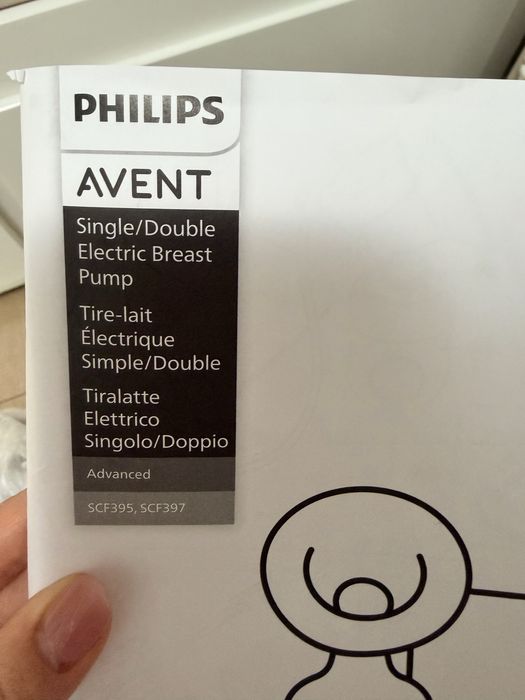 PHILIPS
AVENT
Single/Double
Electric Breast
Pump
Tire-lait
Électrique
Simple/Double
Tiralatte
Elettrico
Singolo/Doppio
Advanced
SCF395, SCF397